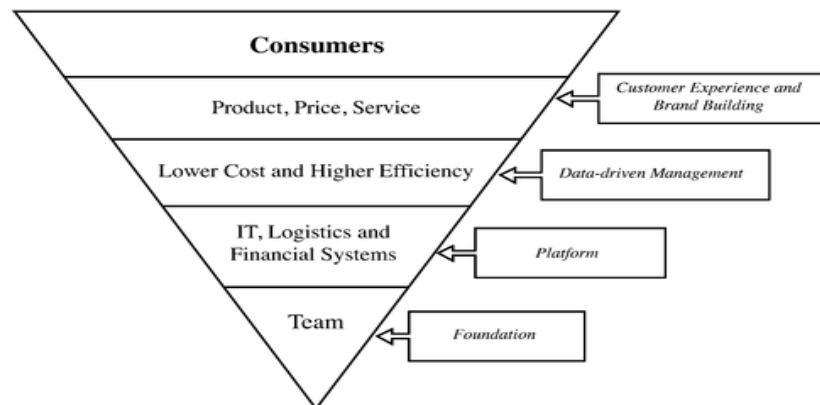 Consumers
Product, Price, Service
Customer Experience and
Brand Building
Lower Cost and Higher Efficiency
Data-driven Management
IT, Logistics and
Financial Systems
Platform
Team
Foundation